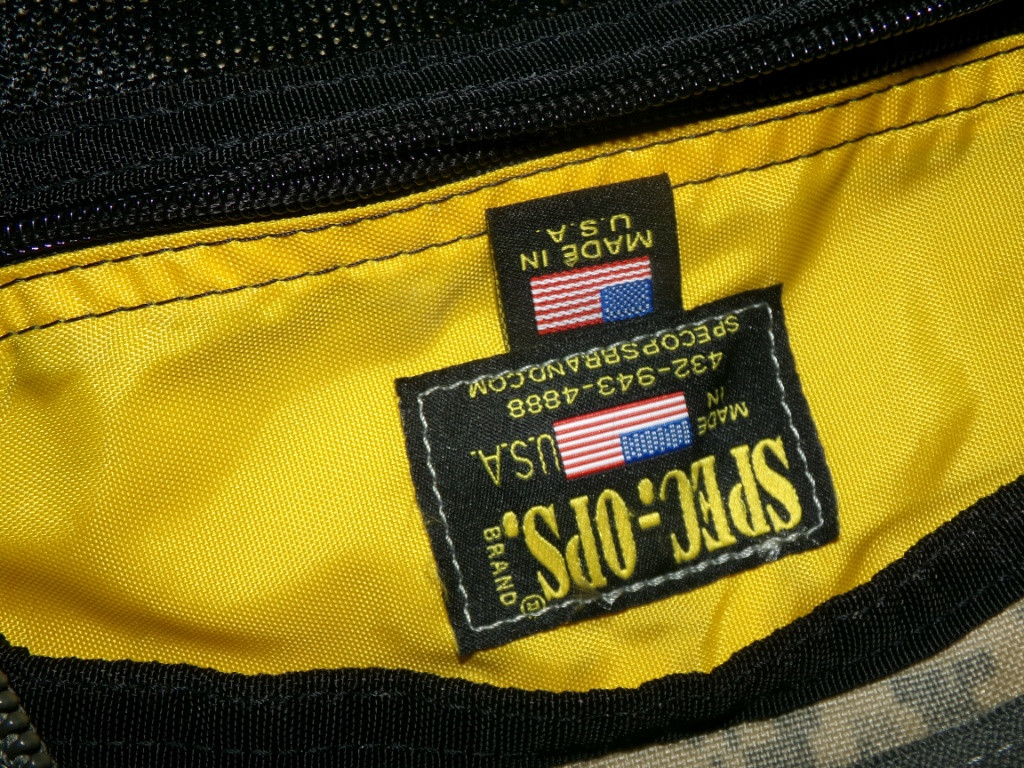 SPEC.-OPS.®
BRAND
MADE
IN
U.S.A.
432-943-4888
SPECOPSBRAND.COM
MADE IN
U.S.A.